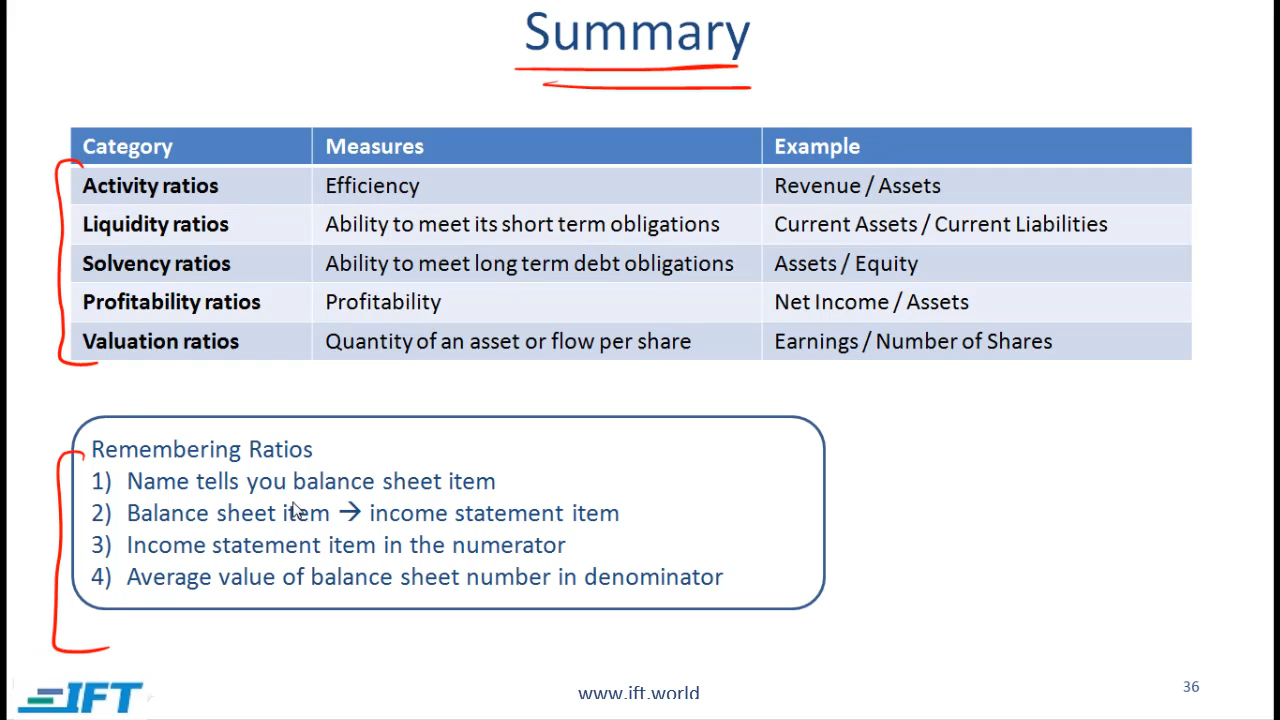 Summary
Category Measures Example
Activity ratios Efficiency Revenue / Assets
Liquidity ratios Ability to meet its short term obligations Current Assets / Current Liabilities
Solvency ratios Ability to meet long term debt obligations Assets / Equity
Profitability ratios Profitability Net Income / Assets
Valuation ratios Quantity of an asset or flow per share Earnings / Number of Shares
Remembering Ratios
1) Name tells you balance sheet item
2) Balance sheet item → income statement item
3) Income statement item in the numerator
4) Average value of balance sheet number in denominator
IFT www.ift.world 36